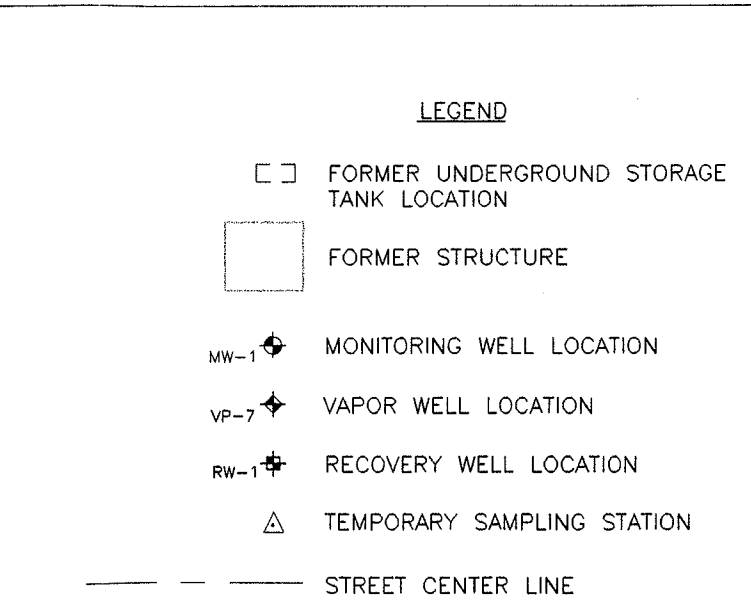 LEGEND
FORMER UNDERGROUND STORAGE
TANK LOCATION
FORMER STRUCTURE
MW-1 MONITORING WELL LOCATION
VP-7 VAPOR WELL LOCATION
RW-1 RECOVERY WELL LOCATION
TEMPORARY SAMPLING STATION
STREET CENTER LINE